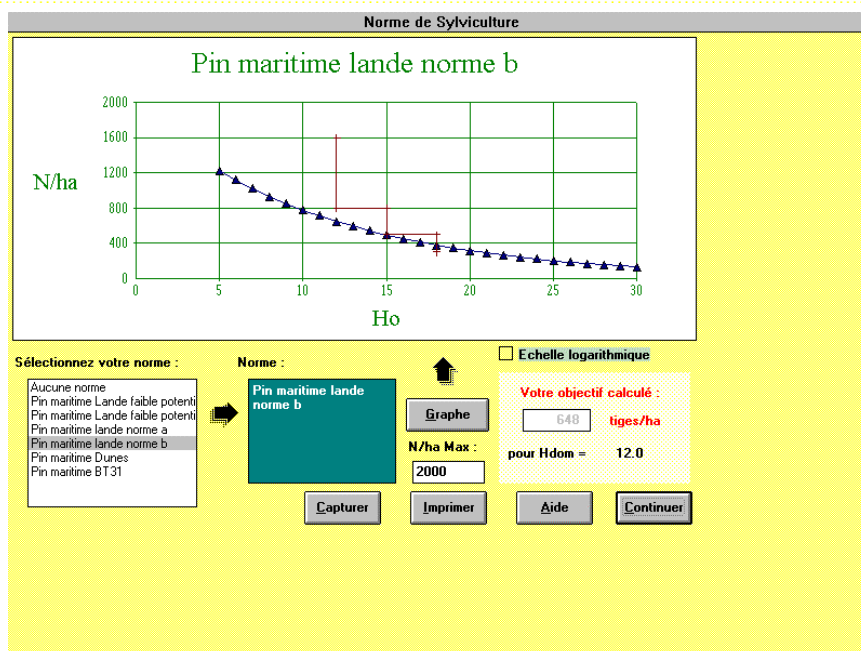 Norme de Sylviculture
Pin maritime lande norme b
2000
1600
1200
800
400
0
N/ha
0 5 10 15 20 25 30
Ho
Sélectionnez votre norme :
Aucune norme
Pin maritime Lande faible potenti
Pin maritime Lande faible potenti
Pin maritime lande norme a
Pin maritime lande norme b
Pin maritime Dunes
Pin maritime BT31
Norme :
Pin maritime lande
norme b
Graphe
N/ha Max :
2000
Echelle logarithmique
Votre objectif calculé :
648 tiges/ha
pour Hdom = 12.0
Capturer Imprimer Aide Continuer